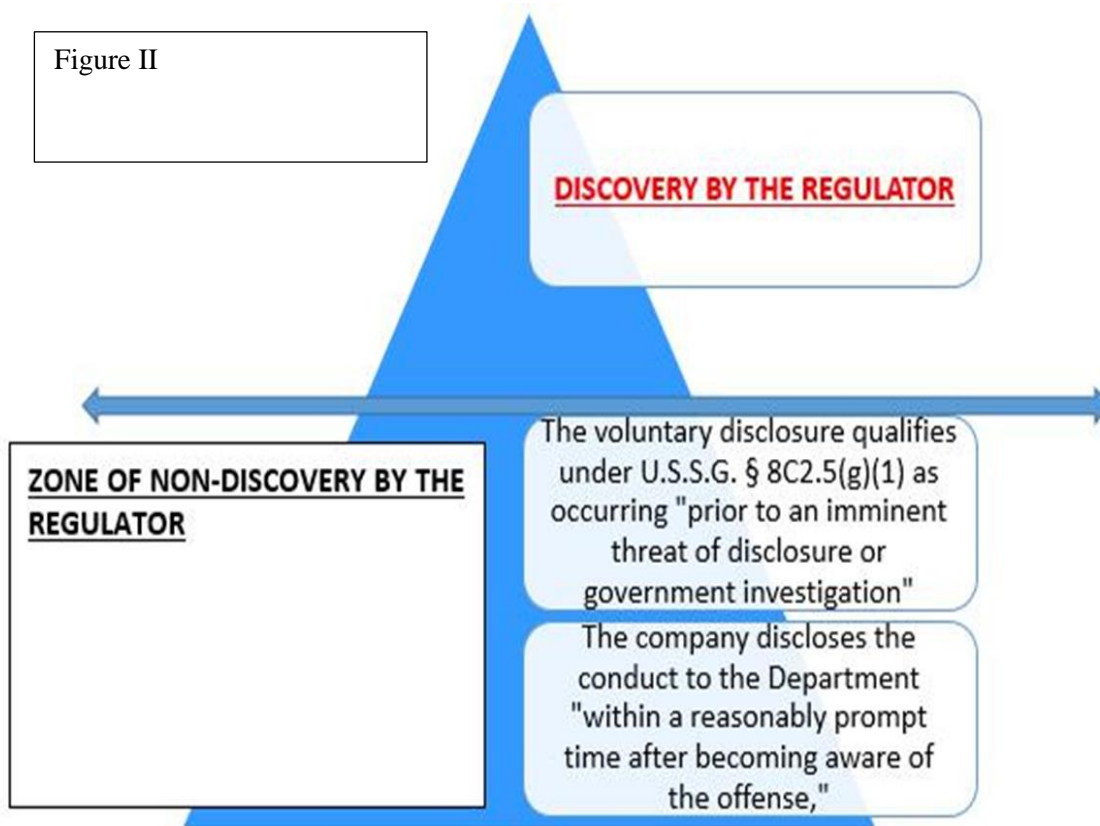 Figure II
DISCOVERY BY THE REGULATOR
ZONE OF NON-DISCOVERY BY THE
REGULATOR
The voluntary disclosure qualifies
under U.S.S.G. § 8C2.5(g)(1) as
occurring "prior to an imminent
threat of disclosure or
government investigation"
The company discloses the
conduct to the Department
"within a reasonably prompt
time after becoming aware of
the offense,"